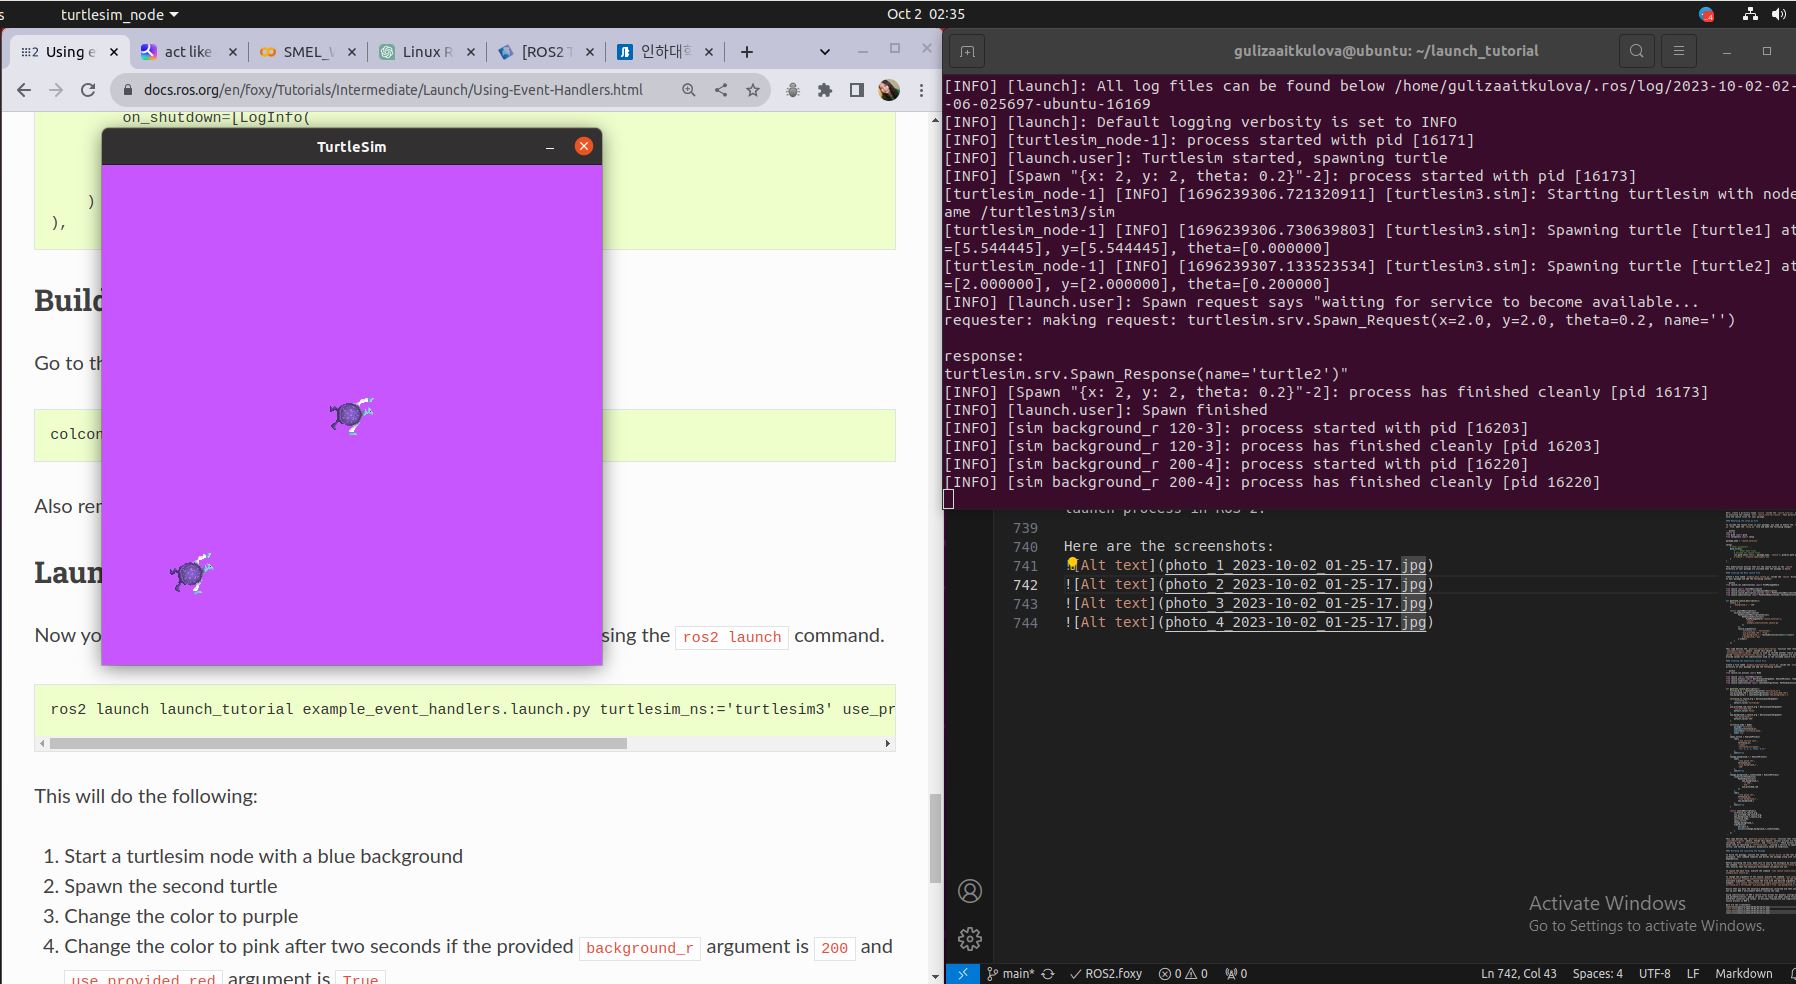 turtlesim_node
Oct 2 02:35
Using e
act like
SMEL_
Linux R
[ROS2 T
인하대학
docs.ros.org/en/foxy/Tutorials/Intermediate/Launch/Using-Event-Handlers.html
on_shutdown=[LogInfo(
)
),
Build
Go to th
colcon
Also rem
Laun
Now yo
sing the ros2 launch command.
ros2 launch launch_tutorial example_event_handlers.launch.py turtlesim_ns:='turtlesim3' use_pr
This will do the following:
1. Start a turtlesim node with a blue background
2. Spawn the second turtle
3. Change the color to purple
4. Change the color to pink after two seconds if the provided background_r argument is 200 and
use_provided_red argument is True
TurtleSim
gulizaaitkulova@ubuntu: ~/launch_tutorial
[INFO] [launch]: All log files can be found below /home/gulizaaitkulova/.ros/log/2023-10-02-02-
-06-025697-ubuntu-16169
[INFO] [launch]: Default logging verbosity is set to INFO
[INFO] [turtlesim_node-1]: process started with pid [16171]
[INFO] [launch.user]: Turtlesim started, spawning turtle
[INFO] [Spawn "{x: 2, y: 2, theta: 0.2}"-2]: process started with pid [16173]
[turtlesim_node-1] [INFO] [1696239306.721320911] [turtlesim3.sim]: Starting turtlesim with node
ame /turtlesim3/sim
[turtlesim_node-1] [INFO] [1696239306.730639803] [turtlesim3.sim]: Spawning turtle [turtle1] at
=[5.544445], y=[5.544445], theta=[0.000000]
[turtlesim_node-1] [INFO] [1696239307.133523534] [turtlesim3.sim]: Spawning turtle [turtle2] at
=[2.000000], y=[2.000000], theta=[0.200000]
[INFO] [launch.user]: Spawn request says "waiting for service to become available...
requester: making request: turtlesim.srv.Spawn_Request(x=2.0, y=2.0, theta=0.2, name='')
response:
turtlesim.srv.Spawn_Response(name='turtle2')"
[INFO] [Spawn "{x: 2, y: 2, theta: 0.2}"-2]: process has finished cleanly [pid 16173]
[INFO] [launch.user]: Spawn finished
[INFO] [sim background_r 120-3]: process started with pid [16203]
[INFO] [sim background_r 120-3]: process has finished cleanly [pid 16203]
[INFO] [sim background_r 200-4]: process started with pid [16220]
[INFO] [sim background_r 200-4]: process has finished cleanly [pid 16220]
launch process in ROS 2.
739
740 Here are the screenshots:
741 ![Alt text](photo_1_2023-10-02_01-25-17.jpg)
742 ![Alt text](photo_2_2023-10-02_01-25-17.jpg)
743 ![Alt text](photo_3_2023-10-02_01-25-17.jpg)
744 ![Alt text](photo_4_2023-10-02_01-25-17.jpg)
Activate Windows
Go to Settings to activate Windows.
main* ROS2.foxy 0 0 0 Ln 742, Col 43 Spaces: 4 UTF-8 LF Markdown